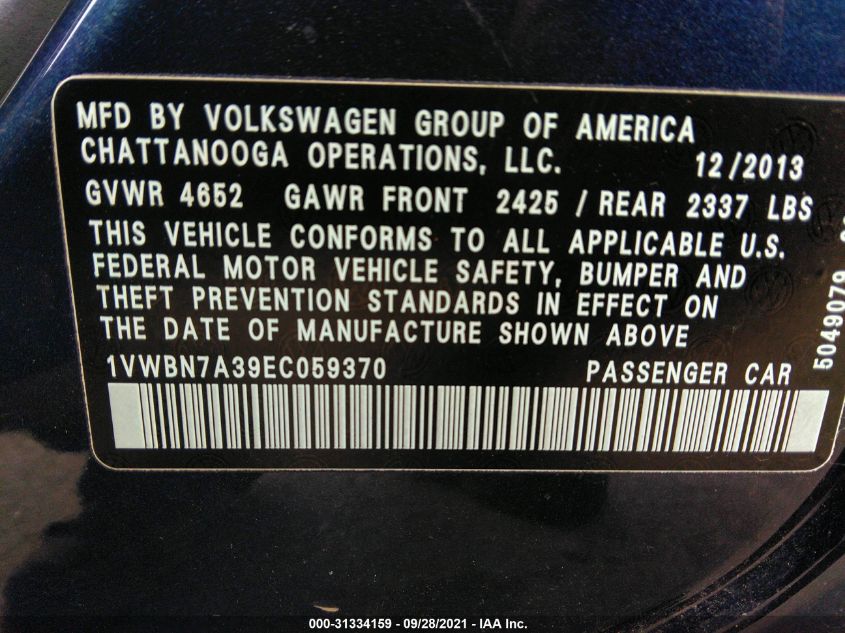 MFD BY VOLKSWAGEN GROUP OF AMERICA
CHATTANOOGA OPERATIONS, LLC. 12/2013
GVWR 4652 GAWR FRONT 2425 / REAR 2337 LBS
THIS VEHICLE CONFORMS TO ALL APPLICABLE U.S.
FEDERAL MOTOR VEHICLE SAFETY, BUMPER AND
THEFT PREVENTION STANDARDS IN EFFECT ON
THE DATE OF MANUFACTURE SHOWN ABOVE
1VWBN7A39EC059370 PASSENGER CAR
5049079
000-31334159 - 09/28/2021 - IAA Inc.